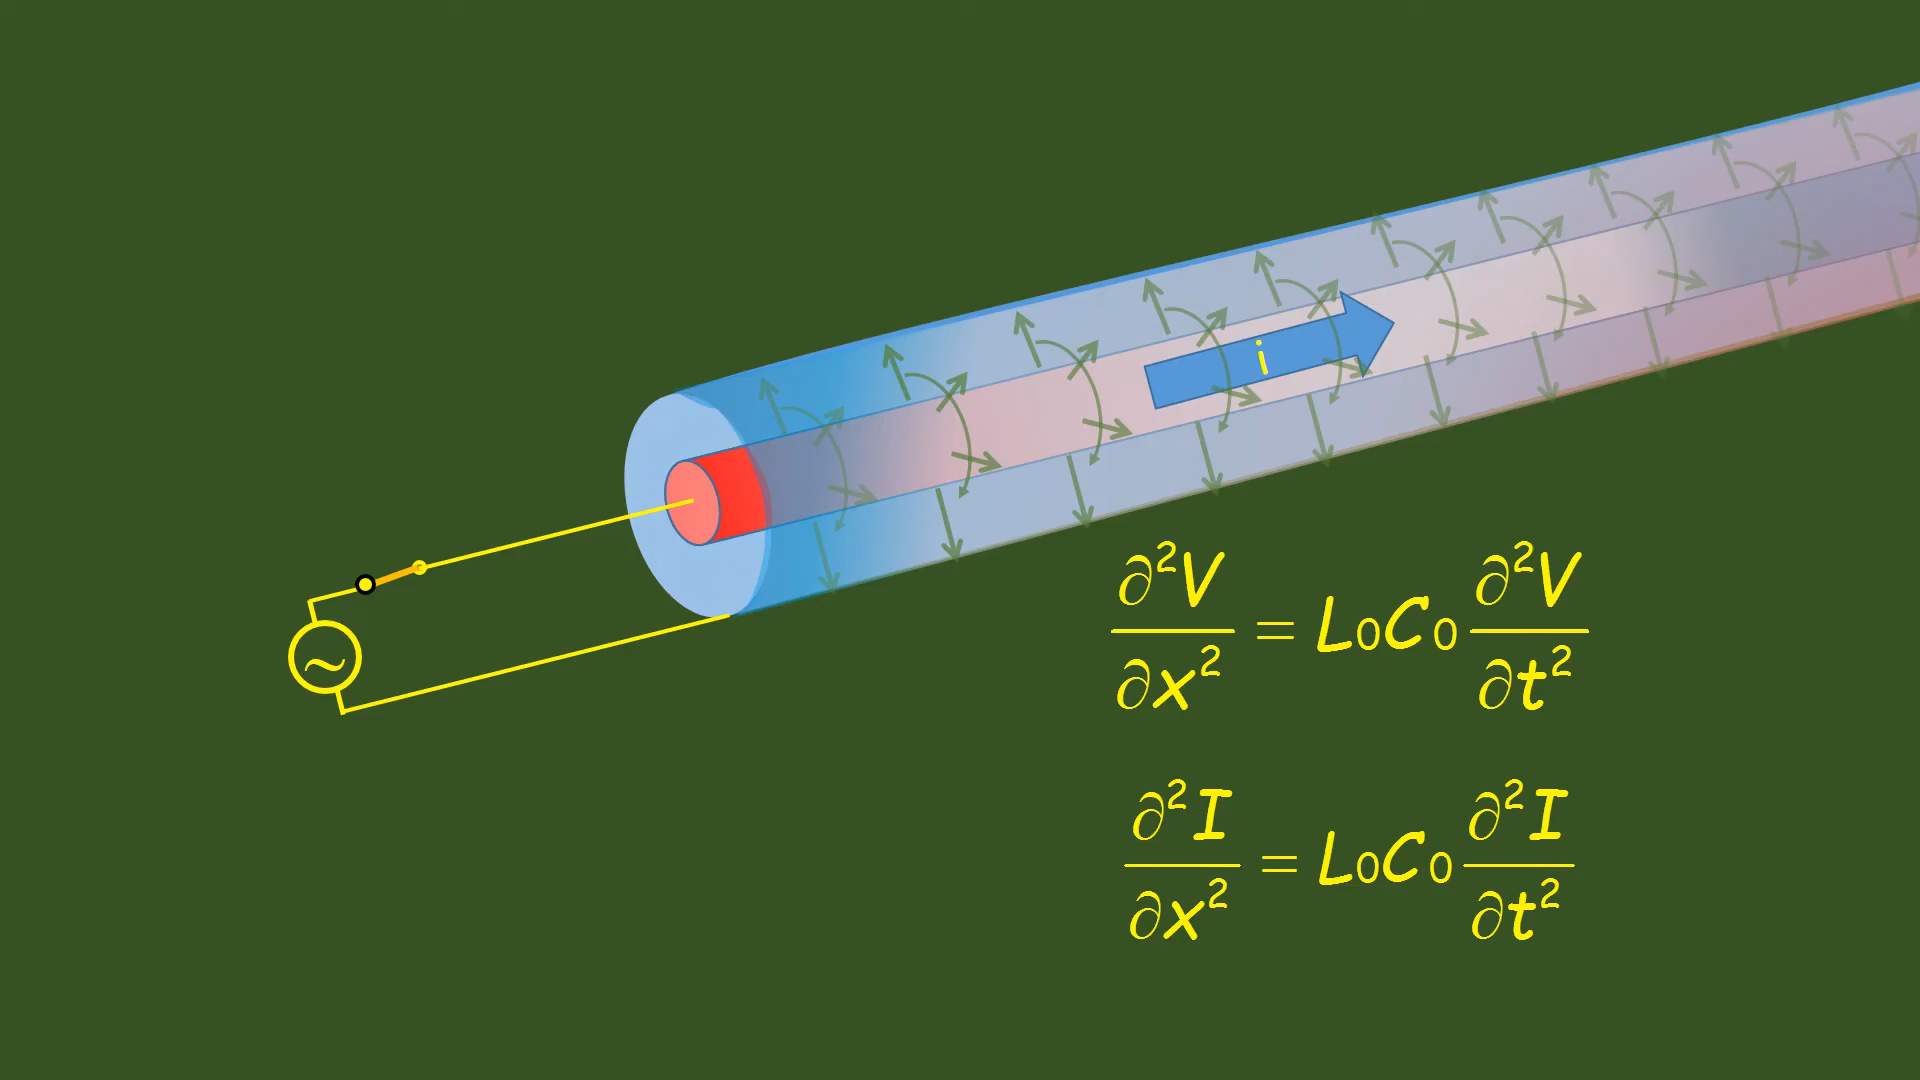 i
∂²V/∂x² = L₀C₀ ∂²V/∂t²
∂²I/∂x² = L₀C₀ ∂²I/∂t²